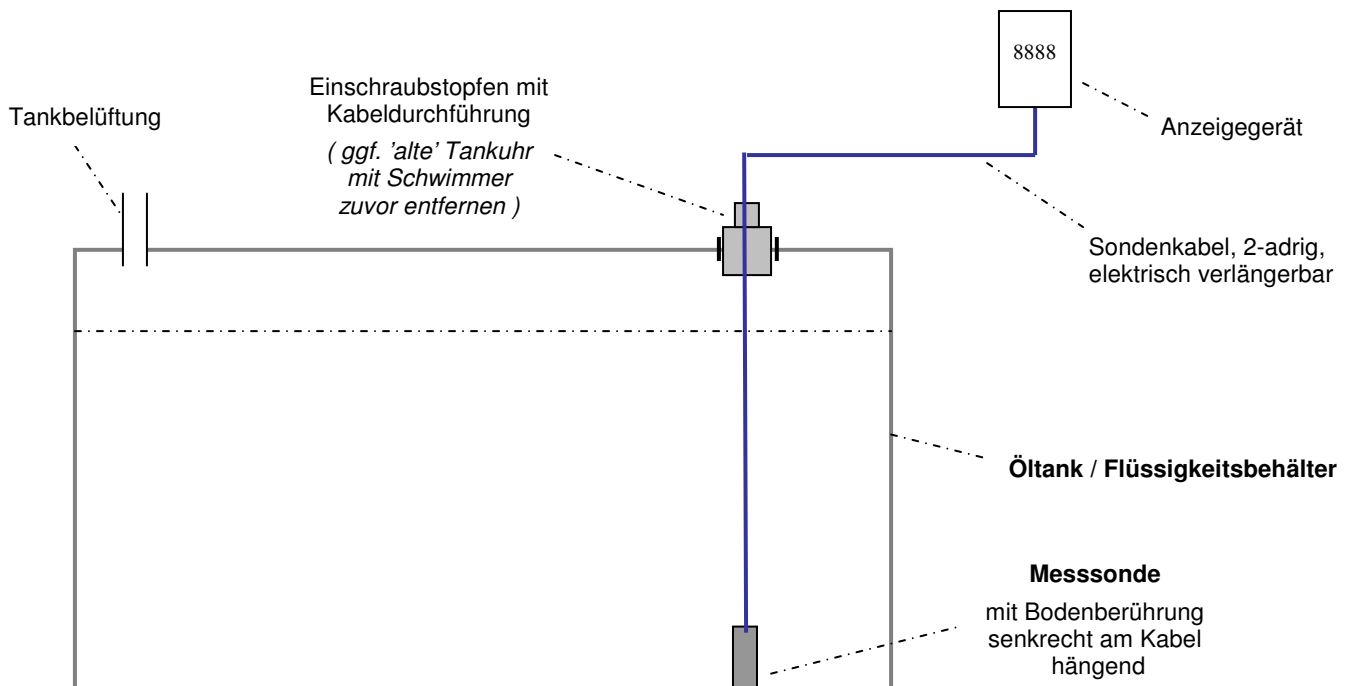 8888
Einschraubstopfen mit
Kabeldurchführung
( ggf. 'alte' Tankuhr
mit Schwimmer
zuvor entfernen )
Tankbelüftung
Anzeigegerät
Sondenkabel, 2-adrig,
elektrisch verlängerbar
Öltank / Flüssigkeitsbehälter
Messsonde
mit Bodenberührung
senkrecht am Kabel
hängend